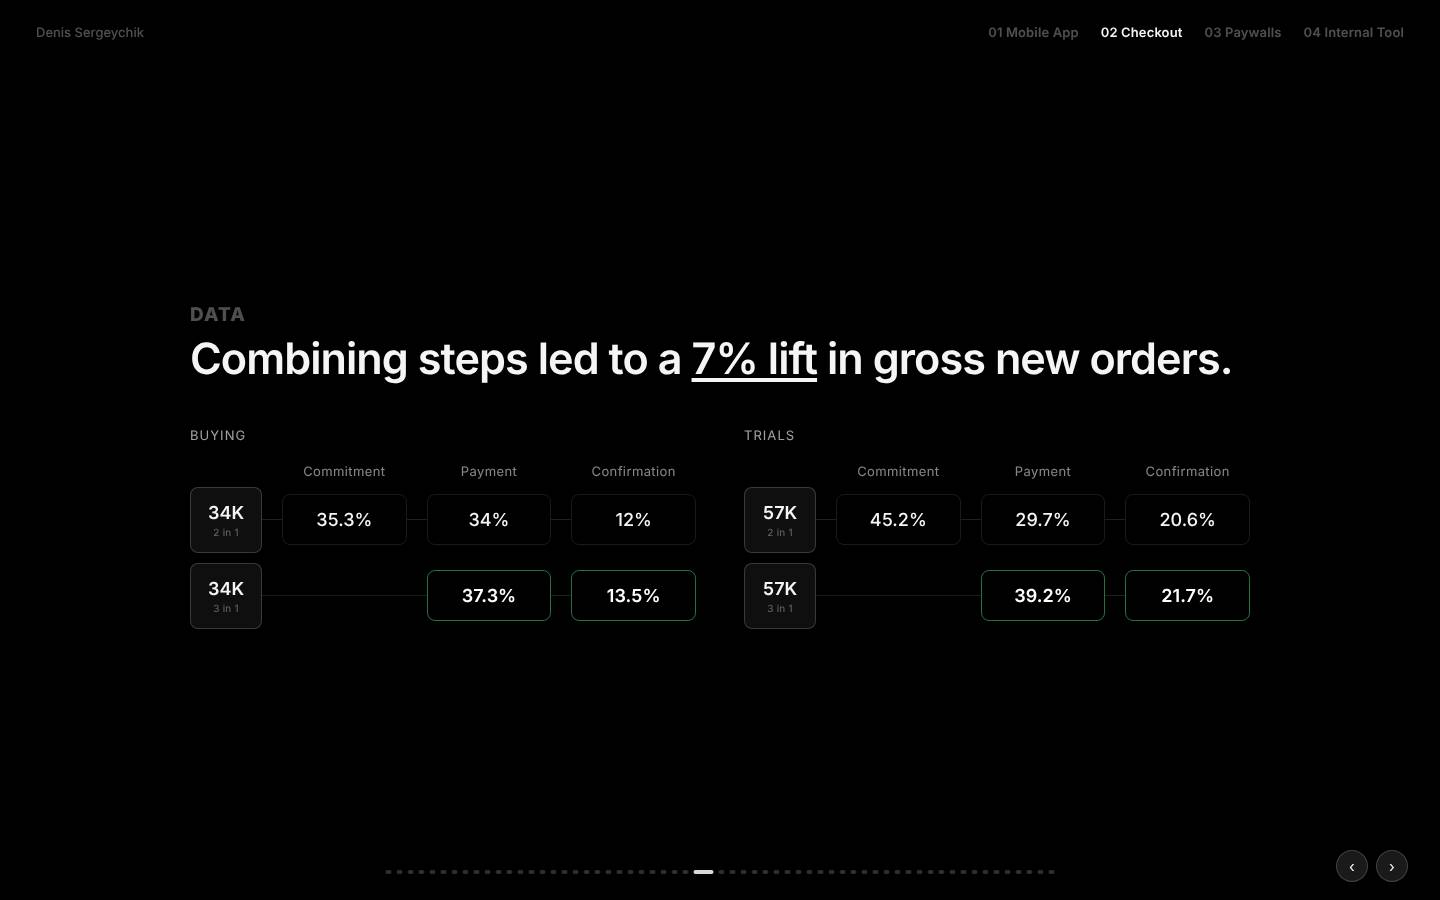 Denis Sergeychik
01 Mobile App 02 Checkout 03 Paywalls 04 Internal Tool
DATA
Combining steps led to a 7% lift in gross new orders.
BUYING
Commitment Payment Confirmation
34K
2 in 1
35.3% 34% 12%
34K
3 in 1
37.3% 13.5%
TRIALS
Commitment Payment Confirmation
57K
2 in 1
45.2% 29.7% 20.6%
57K
3 in 1
39.2% 21.7%
‹ ›